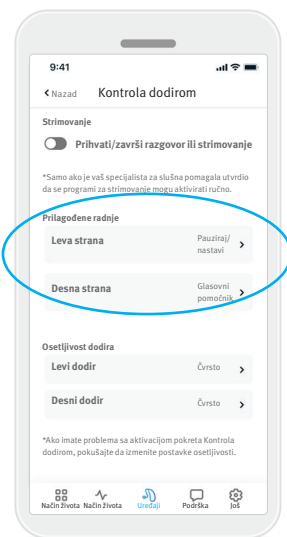 9:41
Nazad Kontrola dodirom
Strimovanje
Prihvati/završi razgovor ili strimovanje
*Samo ako je vaš specijalista za slušna pomagala utvrdio
da se programi za strimovanje mogu aktivirati ručno.
Prilagođene radnje
Leva strana Pauziraj/
nastavi
Desna strana Glasovni
pomoćnik
Osetljivost dodira
Levi dodir Čvrsto
Desni dodir Čvrsto
*Ako imate problema sa aktivacijom pokreta Kontrola
dodirom, pokušajte da izmenite postavke osetljivosti.
Način života Način života Uređaji Podrška Još